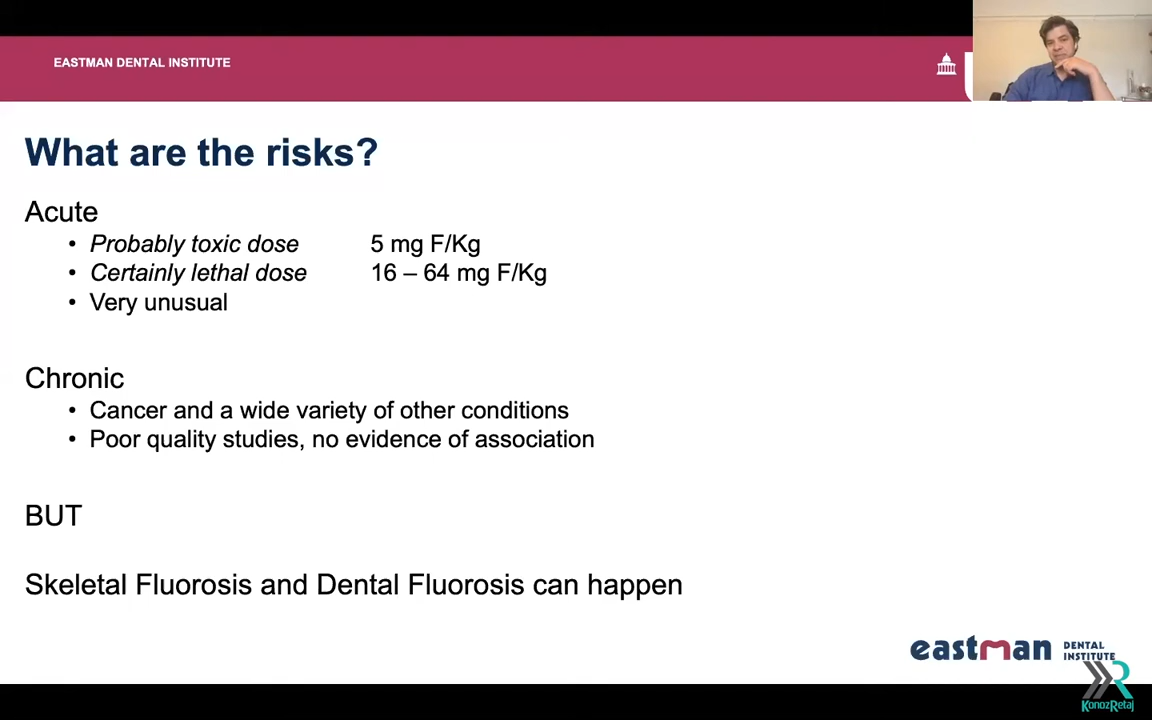 EASTMAN DENTAL INSTITUTE
What are the risks?
Acute
• Probably toxic dose 5 mg F/Kg
• Certainly lethal dose 16 – 64 mg F/Kg
• Very unusual
Chronic
• Cancer and a wide variety of other conditions
• Poor quality studies, no evidence of association
BUT
Skeletal Fluorosis and Dental Fluorosis can happen
eastman DENTAL
INSTITUTE
KonozRetaj